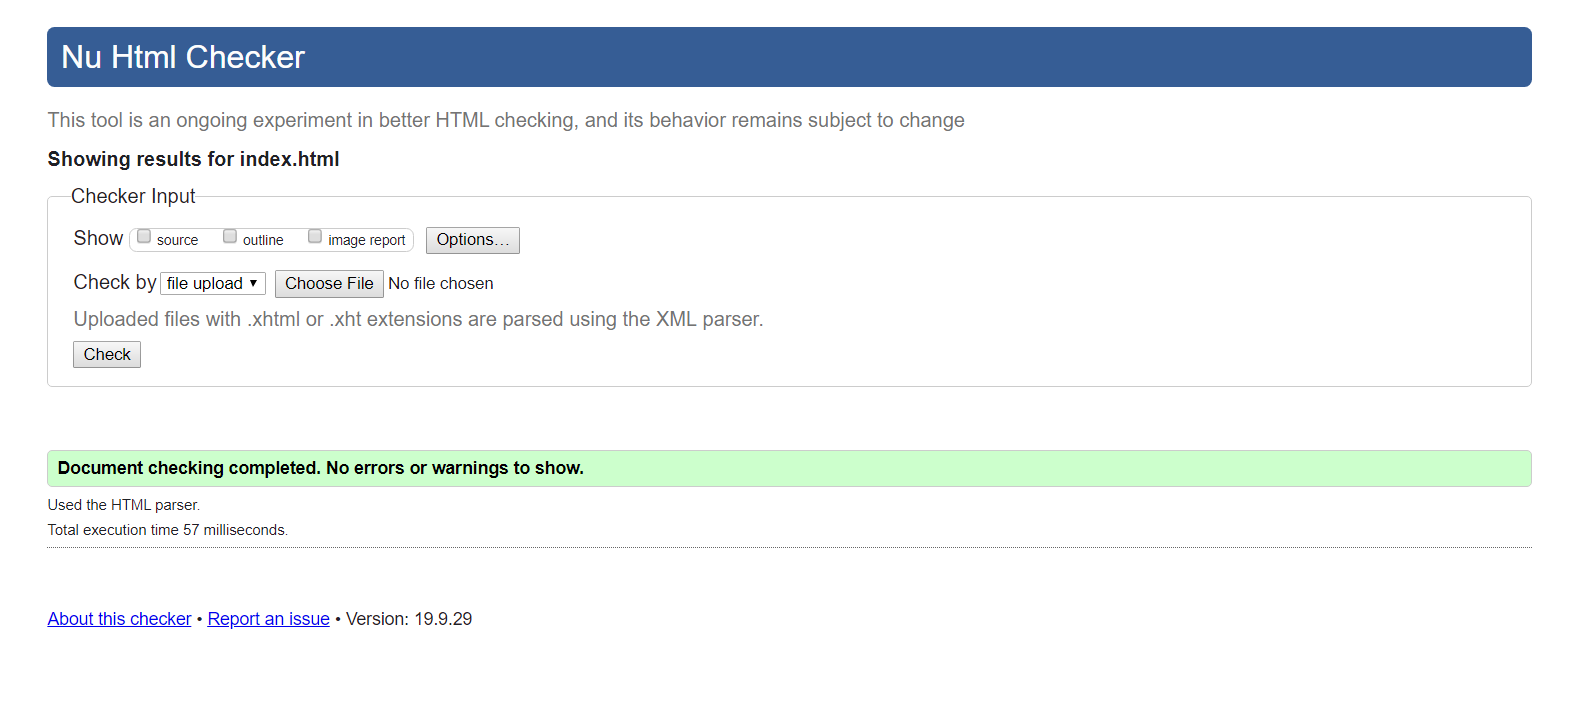 Nu Html Checker
This tool is an ongoing experiment in better HTML checking, and its behavior remains subject to change
Showing results for index.html
Checker Input
Show source outline image report Options…
Check by file upload ▼ Choose File No file chosen
Uploaded files with .xhtml or .xht extensions are parsed using the XML parser.
Check
Document checking completed. No errors or warnings to show.
Used the HTML parser.
Total execution time 57 milliseconds.
About this checker • Report an issue • Version: 19.9.29